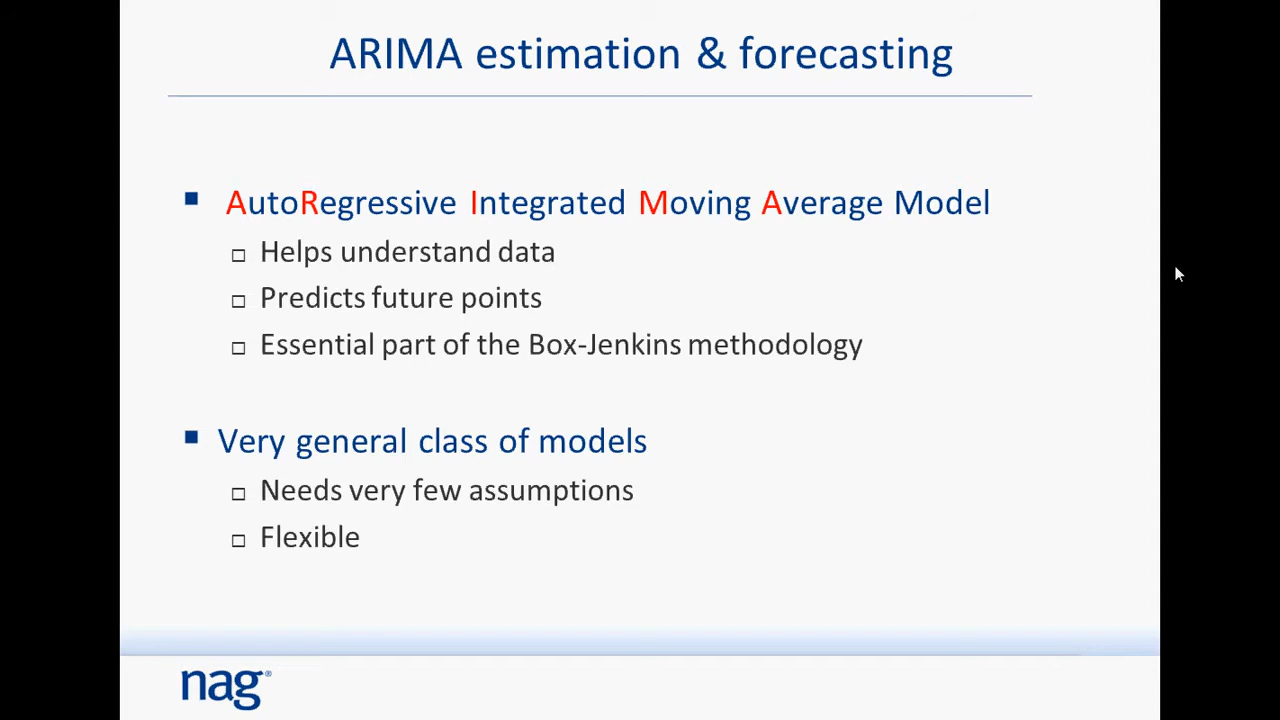 ARIMA estimation & forecasting
AutoRegressive Integrated Moving Average Model
Helps understand data
Predicts future points
Essential part of the Box-Jenkins methodology
Very general class of models
Needs very few assumptions
Flexible
nag®